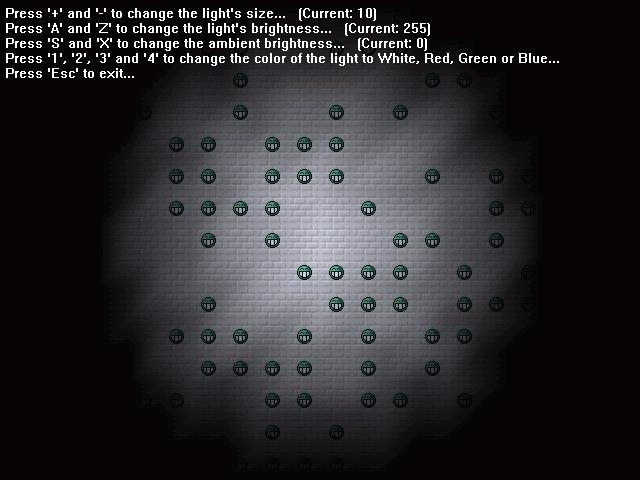 Press '+' and '-' to change the light's size... (Current: 10)
Press 'A' and 'Z' to change the light's brightness... (Current: 255)
Press 'S' and 'X' to change the ambient brightness... (Current: 0)
Press '1', '2', '3' and '4' to change the color of the light to White, Red, Green or Blue...
Press 'Esc' to exit...